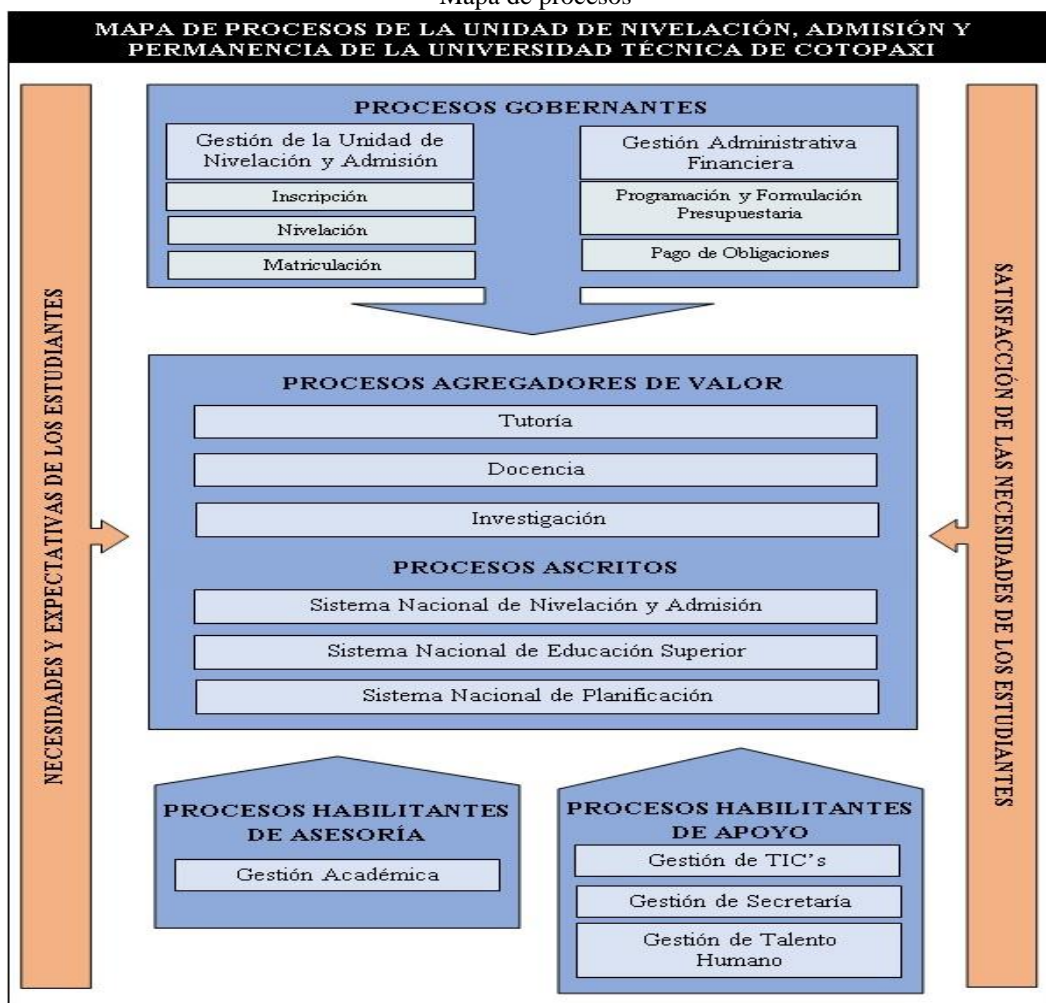 Mapa de procesos
MAPA DE PROCESOS DE LA UNIDAD DE NIVELACIÓN, ADMISIÓN Y
PERMANENCIA DE LA UNIVERSIDAD TÉCNICA DE COTOPAXI
NECESIDADES Y EXPECTATIVAS DE LOS ESTUDIANTES
PROCESOS GOBERNANTES
Gestión de la Unidad de
Nivelación y Admisión
Inscripción
Nivelación
Matriculación
Gestión Administrativa
Financiera
Programación y Formulación
Presupuestaria
Pago de Obligaciones
PROCESOS AGREGADORES DE VALOR
Tutoría
Docencia
Investigación
PROCESOS ASCRITOS
Sistema Nacional de Nivelación y Admisión
Sistema Nacional de Educación Superior
Sistema Nacional de Planificación
PROCESOS HABILITANTES
DE ASESORÍA
Gestión Académica
PROCESOS HABILITANTES
DE APOYO
Gestión de TIC's
Gestión de Secretaría
Gestión de Talento
Humano
SATISFACCIÓN DE LAS NECESIDADES DE LOS ESTUDIANTES